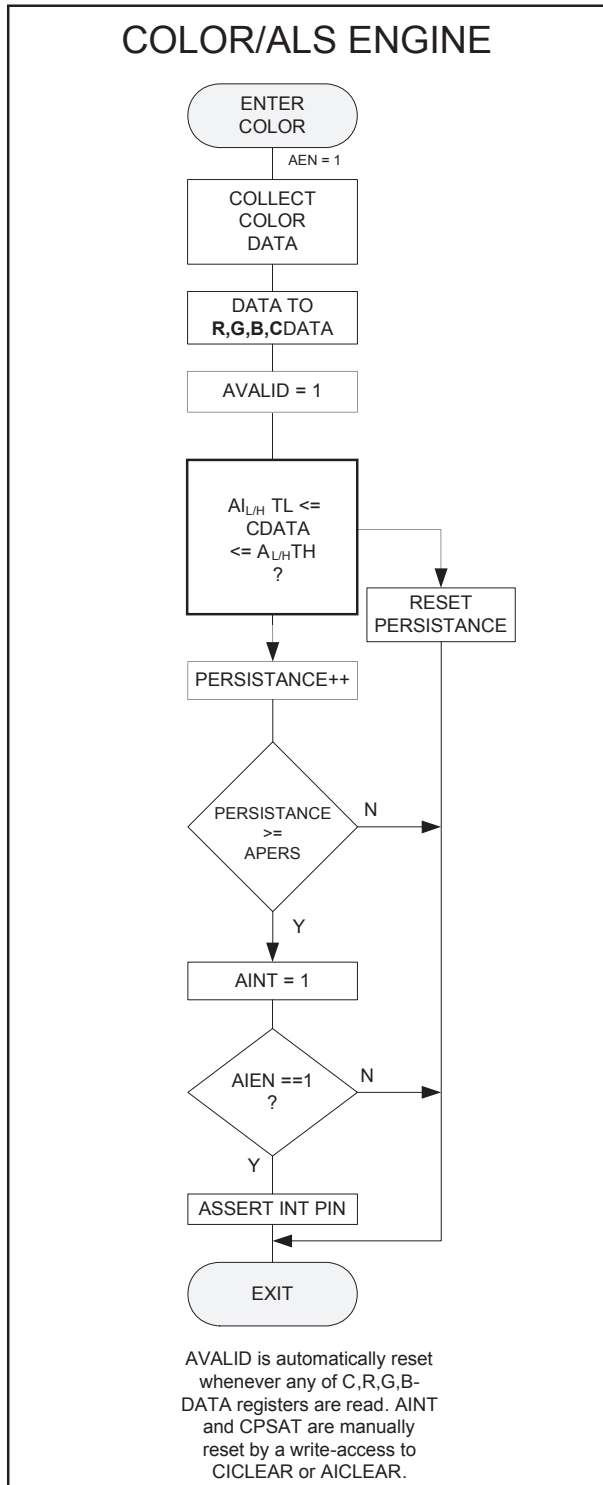 COLOR/ALS ENGINE
ENTER
COLOR
AEN = 1
COLLECT
COLOR
DATA
DATA TO
R,G,B,CDATA
AVALID = 1
AIL/H TL <=
CDATA
<= AL/HTH
?
RESET
PERSISTANCE
PERSISTANCE++
PERSISTANCE
>=
APERS
N
Y
AINT = 1
AIEN ==1
?
N
Y
ASSERT INT PIN
EXIT
AVALID is automatically reset
whenever any of C,R,G,B-
DATA registers are read. AINT
and CPSAT are manually
reset by a write-access to
CICLEAR or AICLEAR.